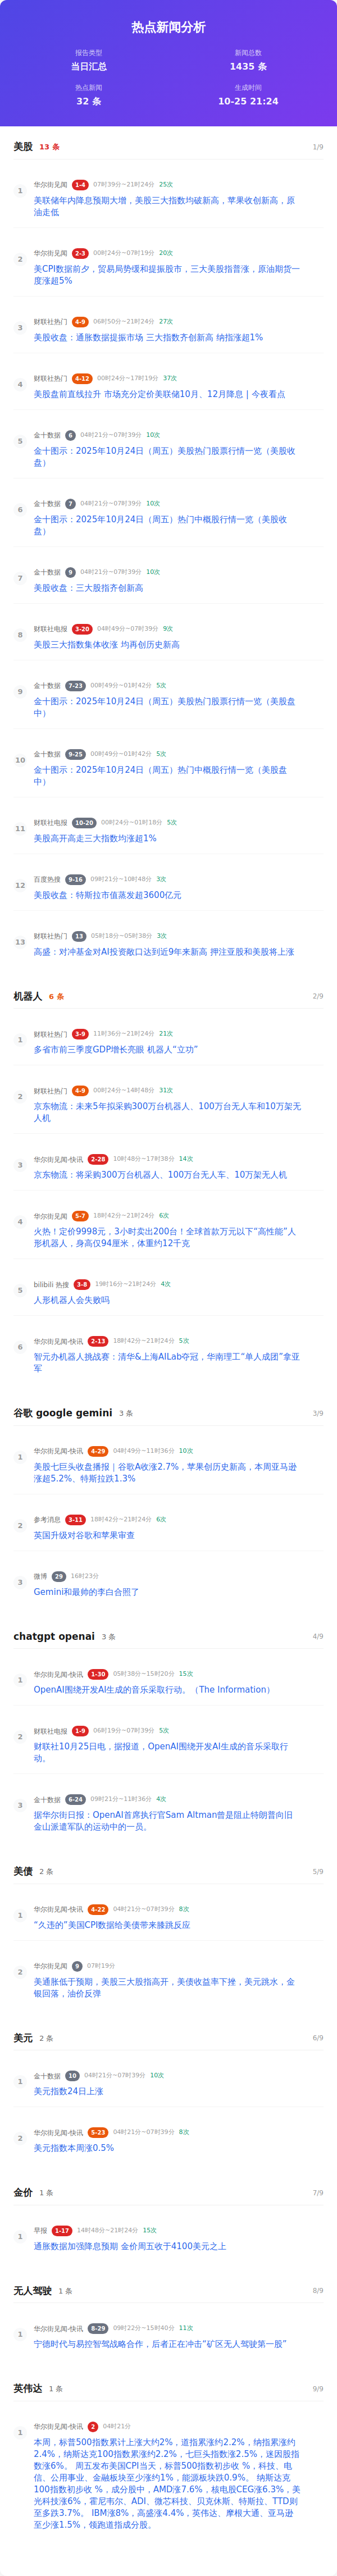 热点新闻分析
报告类型
当日汇总
新闻总数
1435 条
热点新闻
32 条
生成时间
10-25 21:24
美股 13 条 1/9
1
华尔街见闻 1-4 07时39分~21时24分 25次
美联储年内降息预期大增，美股三大指数均破新高，苹果收创新高，原
油走低
2
华尔街见闻 2-3 00时24分~07时19分 20次
美CPI数据前夕，贸易局势缓和提振股市，三大美股指普涨，原油期货一
度涨超5%
3
财联社热门 4-9 06时50分~21时24分 27次
美股收盘：通胀数据提振市场 三大指数齐创新高 纳指涨超1%
4
财联社热门 4-12 00时24分~17时19分 37次
美股盘前直线拉升 市场充分定价美联储10月、12月降息 | 今夜看点
5
金十数据 6 04时21分~07时39分 10次
金十图示：2025年10月24日（周五）美股热门股票行情一览（美股收
盘）
6
金十数据 7 04时21分~07时39分 10次
金十图示：2025年10月24日（周五）热门中概股行情一览（美股收
盘）
7
金十数据 9 04时21分~07时39分 10次
美股收盘：三大股指齐创新高
8
财联社电报 3-20 04时49分~07时39分 9次
美股三大指数集体收涨 均再创历史新高
9
金十数据 7-23 00时49分~01时42分 5次
金十图示：2025年10月24日（周五）美股热门股票行情一览（美股盘
中）
10
金十数据 9-25 00时49分~01时42分 5次
金十图示：2025年10月24日（周五）热门中概股行情一览（美股盘
中）
11
财联社电报 10-20 00时24分~01时18分 5次
美股高开高走三大指数均涨超1%
12
百度热搜 9-16 09时21分~10时48分 3次
美股收盘：特斯拉市值蒸发超3600亿元
13
财联社热门 13 05时18分~05时38分 3次
高盛：对冲基金对AI投资敞口达到近9年来新高 押注亚股和美股将上涨
机器人 6 条 2/9
1
财联社热门 3-9 11时36分~21时24分 21次
多省市前三季度GDP增长亮眼 机器人“立功”
2
财联社热门 4-9 00时24分~14时48分 31次
京东物流：未来5年拟采购300万台机器人、100万台无人车和10万架无
人机
3
华尔街见闻-快讯 2-28 10时48分~17时38分 14次
京东物流：将采购300万台机器人、100万台无人车、10万架无人机
4
华尔街见闻 5-7 18时42分~21时24分 6次
火热！定价9998元，3小时卖出200台！全球首款万元以下“高性能”人
形机器人，身高仅94厘米，体重约12千克
5
bilibili 热搜 3-8 19时16分~21时24分 4次
人形机器人会失败吗
6
华尔街见闻-快讯 2-13 18时42分~21时24分 5次
智元办机器人挑战赛：清华&上海AILab夺冠，华南理工“单人成团”拿亚
军
谷歌 google gemini 3 条 3/9
1
华尔街见闻-快讯 4-29 04时49分~11时36分 10次
美股七巨头收盘播报｜谷歌A收涨2.7%，苹果创历史新高，本周亚马逊
涨超5.2%、特斯拉跌1.3%
2
参考消息 3-11 18时42分~21时24分 6次
英国升级对谷歌和苹果审查
3
微博 29 16时23分
Gemini和最帅的李白合照了
chatgpt openai 3 条 4/9
1
华尔街见闻-快讯 1-30 05时38分~15时20分 15次
OpenAI围绕开发AI生成的音乐采取行动。（The Information）
2
财联社电报 1-9 06时19分~07时39分 5次
财联社10月25日电，据报道，OpenAI围绕开发AI生成的音乐采取行
动。
3
金十数据 6-24 09时21分~11时36分 4次
据华尔街日报：OpenAI首席执行官Sam Altman曾是阻止特朗普向旧
金山派遣军队的运动中的一员。
美债 2 条 5/9
1
华尔街见闻-快讯 4-22 04时21分~07时39分 8次
“久违的”美国CPI数据给美债带来膝跳反应
2
华尔街见闻 9 07时19分
美通胀低于预期，美股三大股指高开，美债收益率下挫，美元跳水，金
银回落，油价反弹
美元 2 条 6/9
1
金十数据 10 04时21分~07时39分 10次
美元指数24日上涨
2
华尔街见闻-快讯 5-23 04时21分~07时39分 8次
美元指数本周涨0.5%
金价 1 条 7/9
1
早报 1-17 14时48分~21时24分 15次
通胀数据加强降息预期 金价周五收于4100美元之上
无人驾驶 1 条 8/9
1
华尔街见闻-快讯 8-29 09时22分~15时40分 11次
宁德时代与易控智驾战略合作，后者正在冲击“矿区无人驾驶第一股”
英伟达 1 条 9/9
1
华尔街见闻-快讯 2 04时21分
本周，标普500指数累计上涨大约2%，道指累涨约2.2%，纳指累涨约
2.4%，纳斯达克100指数累涨约2.2%，七巨头指数涨2.5%，迷因股指
数涨6%。 周五发布美国CPI当天，标普500指数初步收 %，科技、电
信、公用事业、金融板块至少涨约1%，能源板块跌0.9%。 纳斯达克
100指数初步收 %，成分股中，AMD涨7.6%，核电股CEG涨6.3%，美
光科技涨6%，霍尼韦尔、ADI、微芯科技、贝克休斯、特斯拉、TTD则
至多跌3.7%。 IBM涨8%，高盛涨4.4%，英伟达、摩根大通、亚马逊
至少涨1.5%，领跑道指成分股。